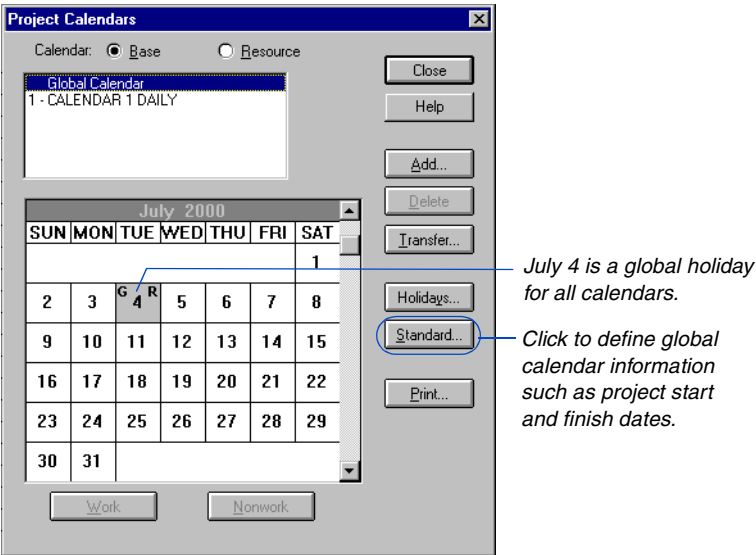 Project Calendars
Calendar: Base Resource
Global Calendar
1 - CALENDAR 1 DAILY
Close
Help
Add...
Delete
Transfer...
Holidays...
Standard...
Print...
July 2000
SUN MON TUE WED THU FRI SAT
1
2 3 G 4 R 5 6 7 8
9 10 11 12 13 14 15
16 17 18 19 20 21 22
23 24 25 26 27 28 29
30 31
Work Nonwork
July 4 is a global holiday
for all calendars.
Click to define global
calendar information
such as project start
and finish dates.